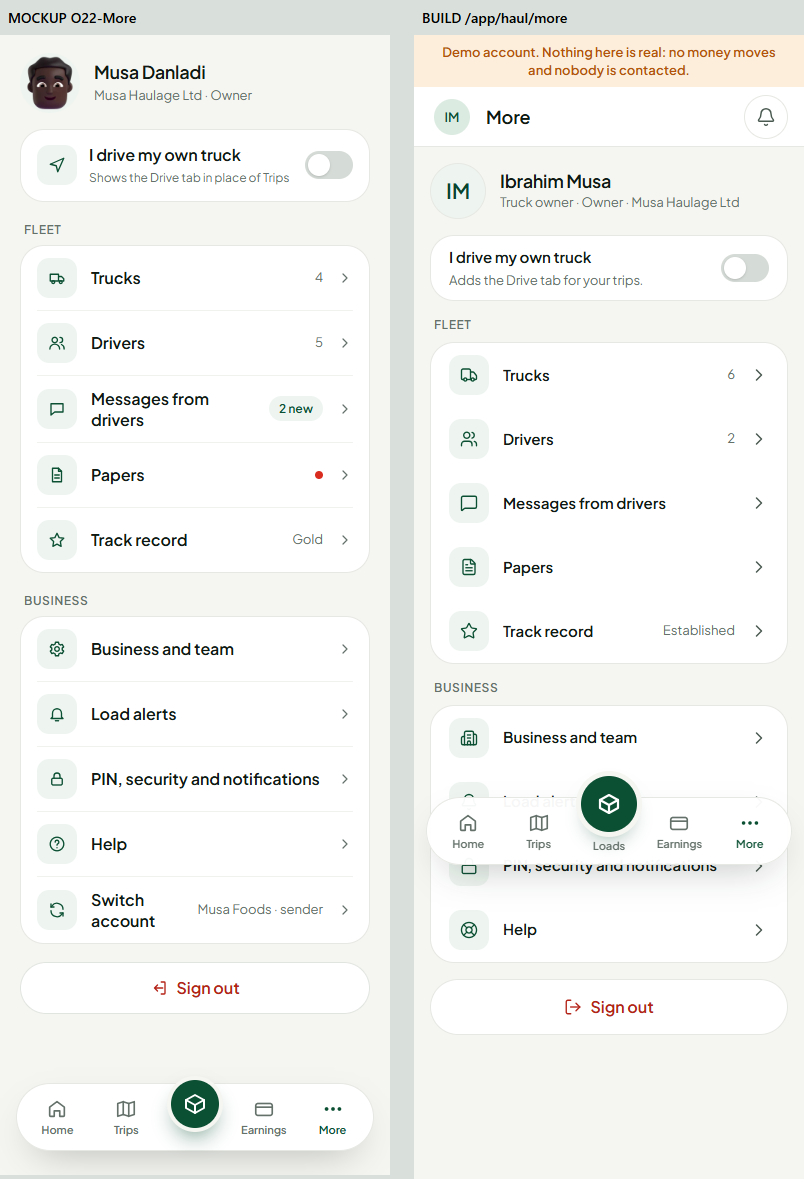 MOCKUP O22-More
Musa Danladi
Musa Haulage Ltd · Owner
I drive my own truck
Shows the Drive tab in place of Trips
FLEET
Trucks
4
Drivers
5
Messages from
drivers
2 new
Papers
Track record
Gold
BUSINESS
Business and team
Load alerts
PIN, security and notifications
Help
Switch
account
Musa Foods · sender
Sign out
Home
Trips
Earnings
More
BUILD /app/haul/more
Demo account. Nothing here is real: no money moves
and nobody is contacted.
IM
More
IM
Ibrahim Musa
Truck owner · Owner · Musa Haulage Ltd
I drive my own truck
Adds the Drive tab for your trips.
FLEET
Trucks
6
Drivers
2
Messages from drivers
Papers
Track record
Established
BUSINESS
Business and team
Load aler
Home
Trips
Loads
Earnings
More
PIN, security and notifications
Help
Sign out